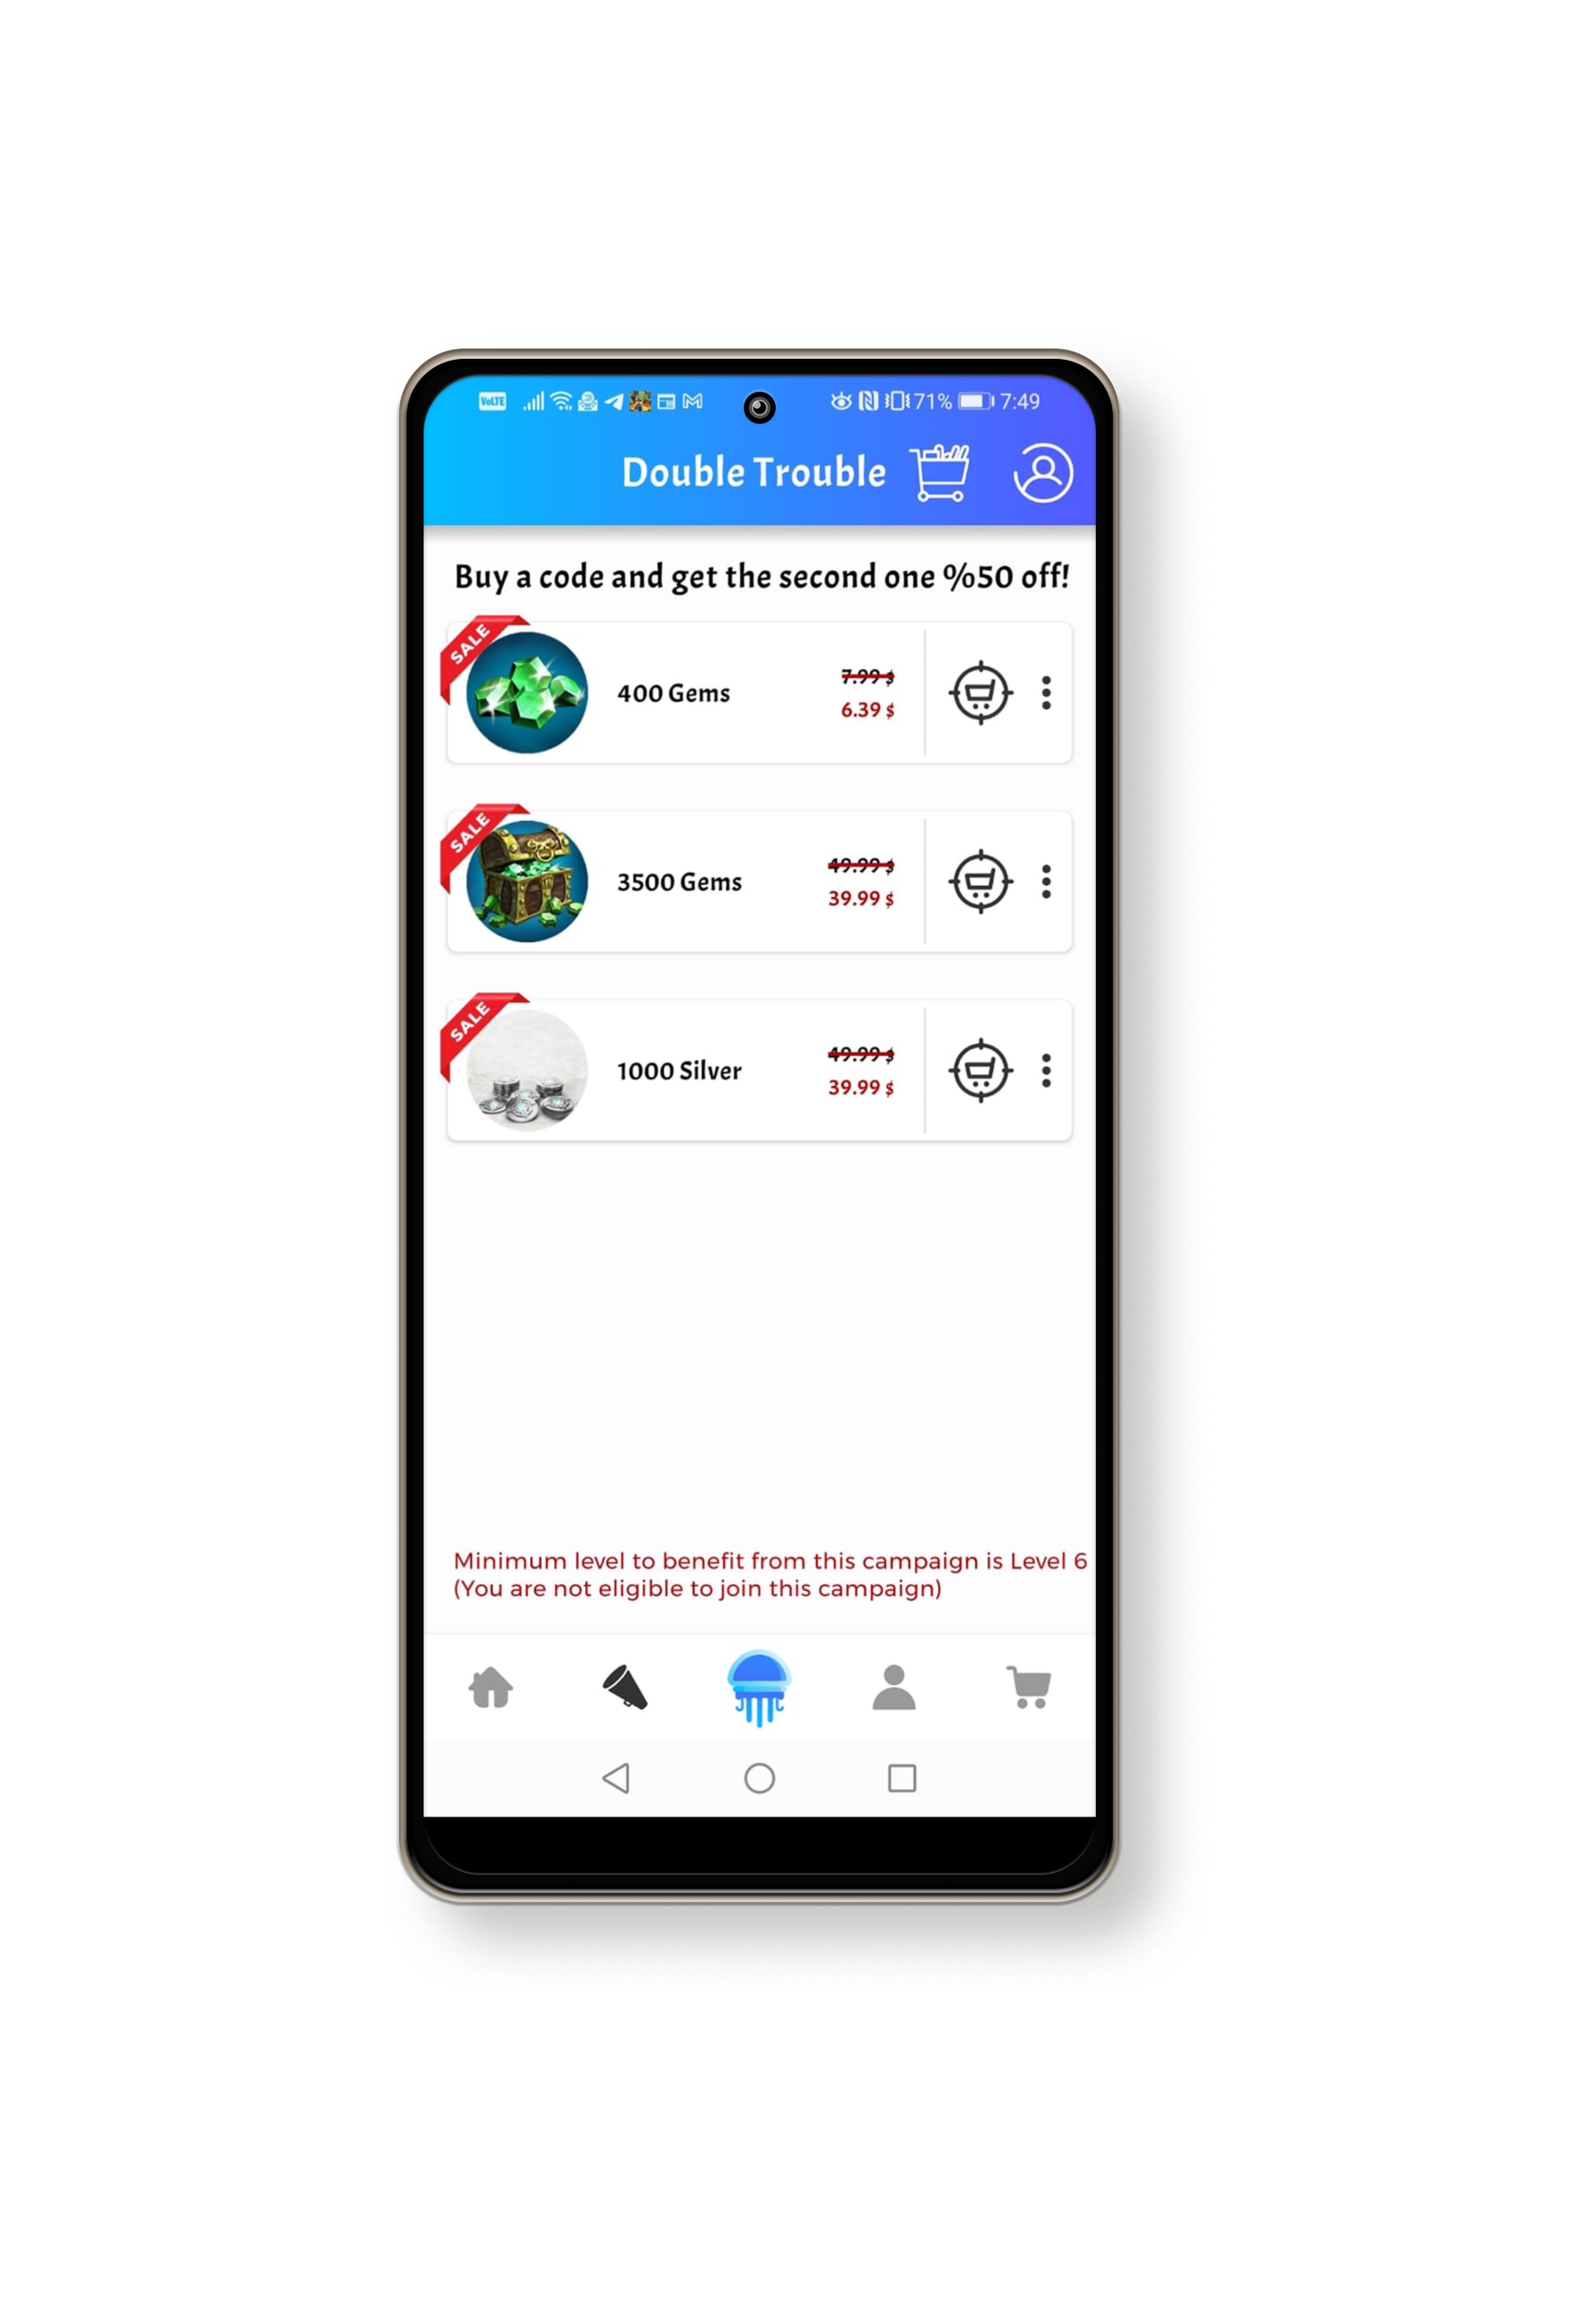 VoLTE 71% 7:49
Double Trouble
Buy a code and get the second one %50 off!
SALE
400 Gems
7.99 $
6.39 $
SALE
3500 Gems
49.99 $
39.99 $
SALE
1000 Silver
49.99 $
39.99 $
Minimum level to benefit from this campaign is Level 6
(You are not eligible to join this campaign)